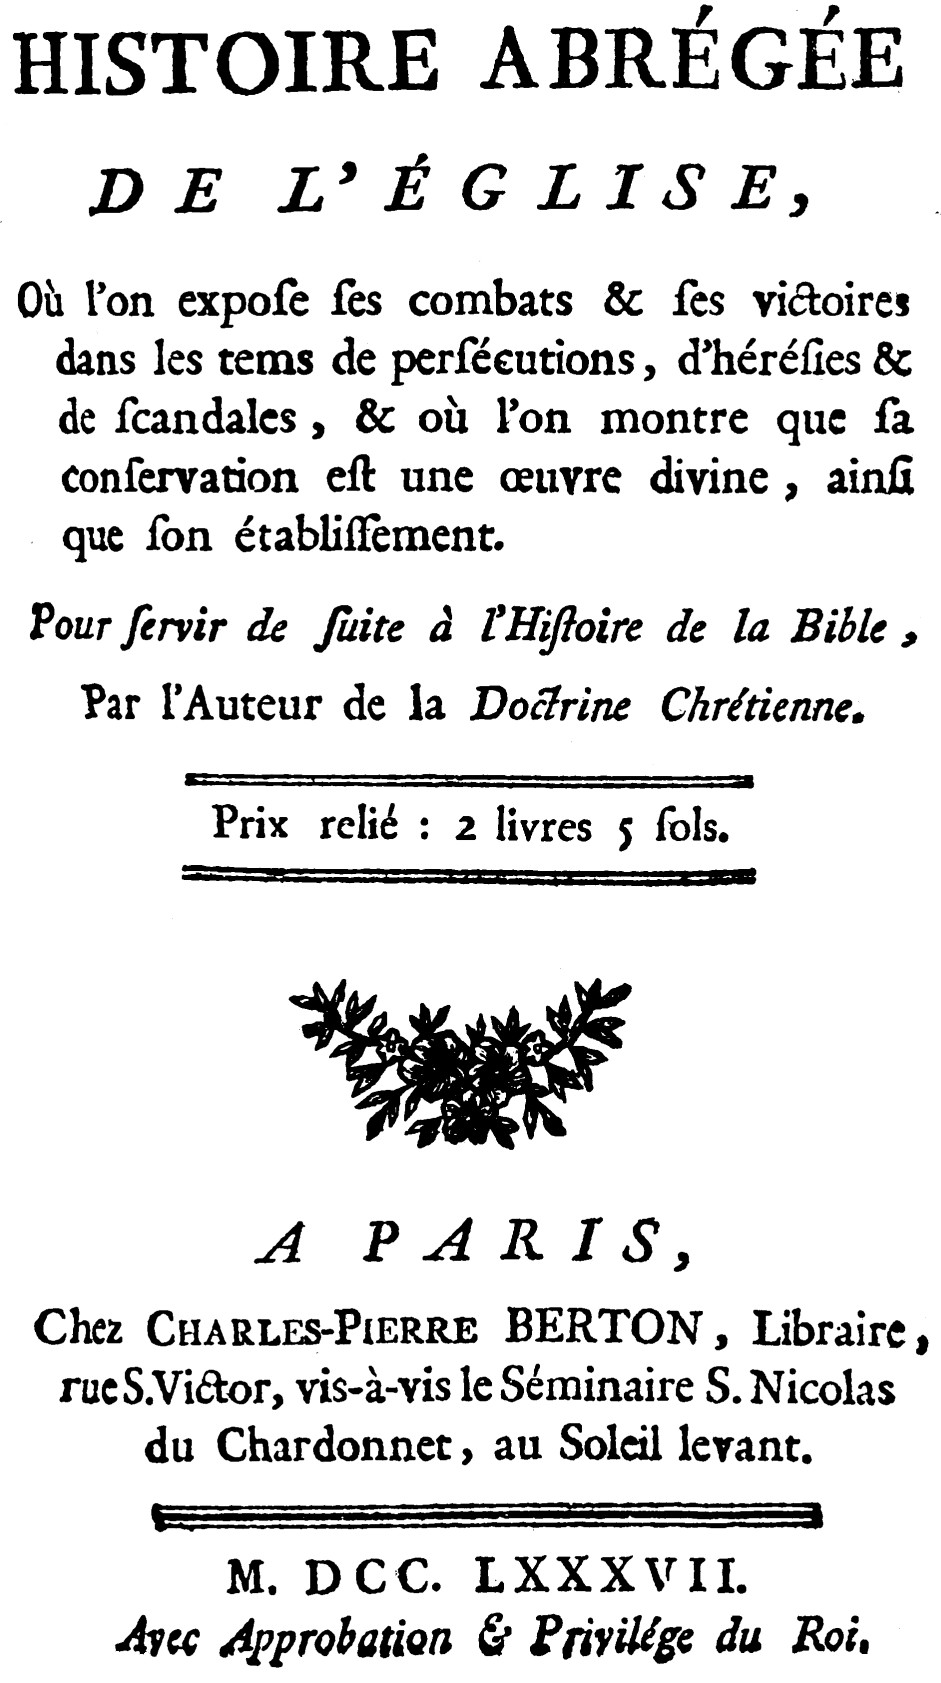 HISTOIRE ABRÉGÉE
DE L'ÉGLISE,
Où l'on expoſe ſes combats & ſes victoires
dans les tems de perſécutions, d'héréſies &
de ſcandales, & où l'on montre que ſa
conſervation eſt une œuvre divine, ainſi
que ſon établiſſement.
Pour ſervir de ſuite à l'Hiſtoire de la Bible,
Par l'Auteur de la Doctrine Chrétienne.
Prix relié : 2 livres 5 ſols.
A PARIS,
Chez CHARLES-PIERRE BERTON, Libraire,
rue S. Victor, vis-à-vis le Séminaire S. Nicolas
du Chardonnet, au Soleil levant.
M. DCC. LXXXVII.
Avec Approbation & Privilége du Roi.